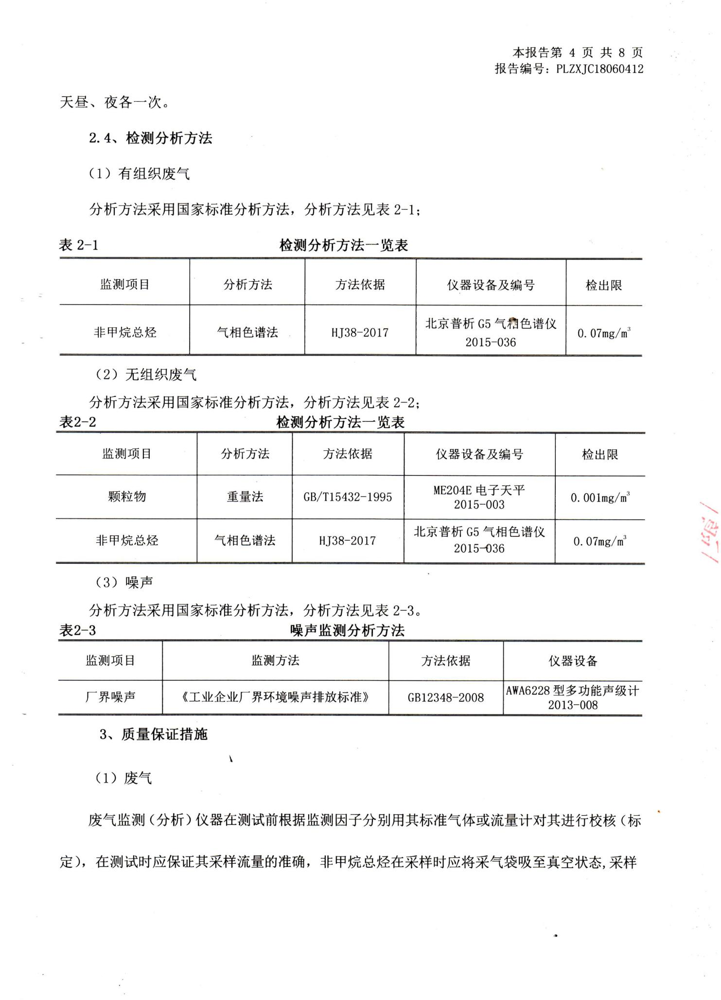 本报告第 4 页 共 8 页
报告编号：PLZXJC18060412
天昼、夜各一次。
2.4、检测分析方法
（1）有组织废气
分析方法采用国家标准分析方法，分析方法见表 2-1；
表 2-1 检测分析方法一览表
监测项目 分析方法 方法依据 仪器设备及编号 检出限
非甲烷总烃 气相色谱法 HJ38-2017 北京普析 G5 气相色谱仪 0.07mg/m³
2015-036
（2）无组织废气
分析方法采用国家标准分析方法，分析方法见表 2-2；
表2-2 检测分析方法一览表
监测项目 分析方法 方法依据 仪器设备及编号 检出限
颗粒物 重量法 GB/T15432-1995 ME204E 电子天平 0.001mg/m³
2015-003
非甲烷总烃 气相色谱法 HJ38-2017 北京普析 G5 气相色谱仪 0.07mg/m³
2015-036
（3）噪声
分析方法采用国家标准分析方法，分析方法见表 2-3。
表2-3 噪声监测分析方法
监测项目 监测方法 方法依据 仪器设备
厂界噪声 《工业企业厂界环境噪声排放标准》 GB12348-2008 AWA6228 型多功能声级计
2013-008
3、质量保证措施
（1）废气
废气监测（分析）仪器在测试前根据监测因子分别用其标准气体或流量计对其进行校核（标
定），在测试时应保证其采样流量的准确，非甲烷总烃在采样时应将采气袋吸至真空状态,采样